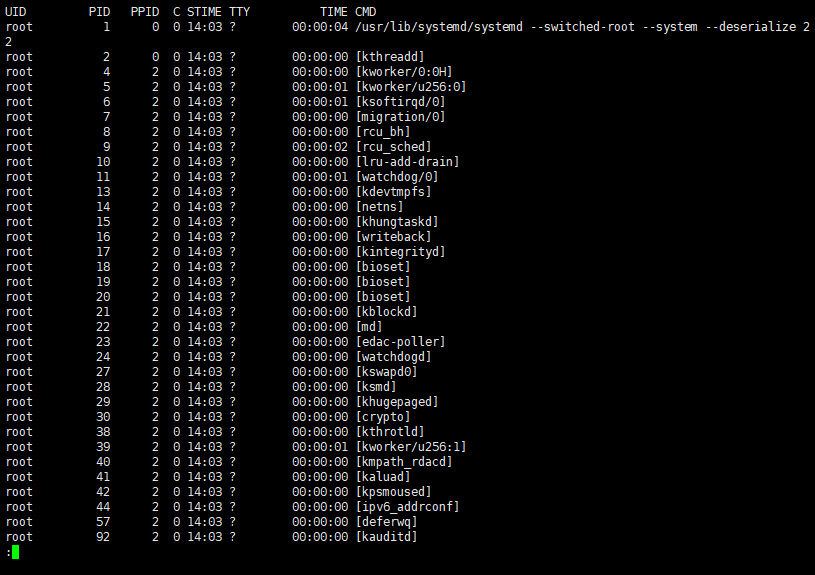 UID        PID   PPID  C STIME TTY          TIME CMD
root         1      0  0 14:03 ?        00:00:04 /usr/lib/systemd/systemd --switched-root --system --deserialize 2
2
root         2      0  0 14:03 ?        00:00:00 [kthreadd]
root         4      2  0 14:03 ?        00:00:00 [kworker/0:0H]
root         5      2  0 14:03 ?        00:00:01 [kworker/u256:0]
root         6      2  0 14:03 ?        00:00:01 [ksoftirqd/0]
root         7      2  0 14:03 ?        00:00:00 [migration/0]
root         8      2  0 14:03 ?        00:00:00 [rcu_bh]
root         9      2  0 14:03 ?        00:00:02 [rcu_sched]
root        10      2  0 14:03 ?        00:00:00 [lru-add-drain]
root        11      2  0 14:03 ?        00:00:01 [watchdog/0]
root        13      2  0 14:03 ?        00:00:00 [kdevtmpfs]
root        14      2  0 14:03 ?        00:00:00 [netns]
root        15      2  0 14:03 ?        00:00:00 [khungtaskd]
root        16      2  0 14:03 ?        00:00:00 [writeback]
root        17      2  0 14:03 ?        00:00:00 [kintegrityd]
root        18      2  0 14:03 ?        00:00:00 [bioset]
root        19      2  0 14:03 ?        00:00:00 [bioset]
root        20      2  0 14:03 ?        00:00:00 [bioset]
root        21      2  0 14:03 ?        00:00:00 [kblockd]
root        22      2  0 14:03 ?        00:00:00 [md]
root        23      2  0 14:03 ?        00:00:00 [edac-poller]
root        24      2  0 14:03 ?        00:00:00 [watchdogd]
root        27      2  0 14:03 ?        00:00:00 [kswapd0]
root        28      2  0 14:03 ?        00:00:00 [ksmd]
root        29      2  0 14:03 ?        00:00:00 [khugepaged]
root        30      2  0 14:03 ?        00:00:00 [crypto]
root        38      2  0 14:03 ?        00:00:00 [kthrotld]
root        39      2  0 14:03 ?        00:00:01 [kworker/u256:1]
root        40      2  0 14:03 ?        00:00:00 [kmpath_rdacd]
root        41      2  0 14:03 ?        00:00:00 [kaluad]
root        42      2  0 14:03 ?        00:00:00 [kpsmoused]
root        44      2  0 14:03 ?        00:00:00 [ipv6_addrconf]
root        57      2  0 14:03 ?        00:00:00 [deferwq]
root        92      2  0 14:03 ?        00:00:00 [kauditd]
: